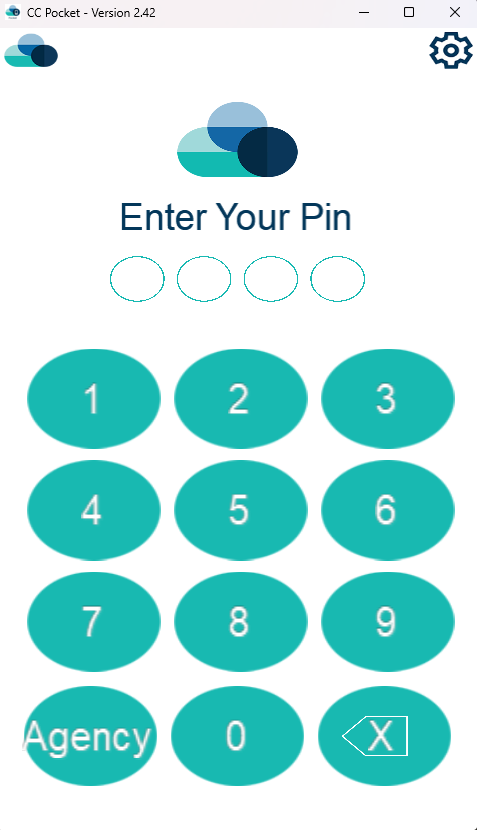 CC Pocket - Version 2.42
Enter Your Pin
1 2 3
4 5 6
7 8 9
Agency 0 X